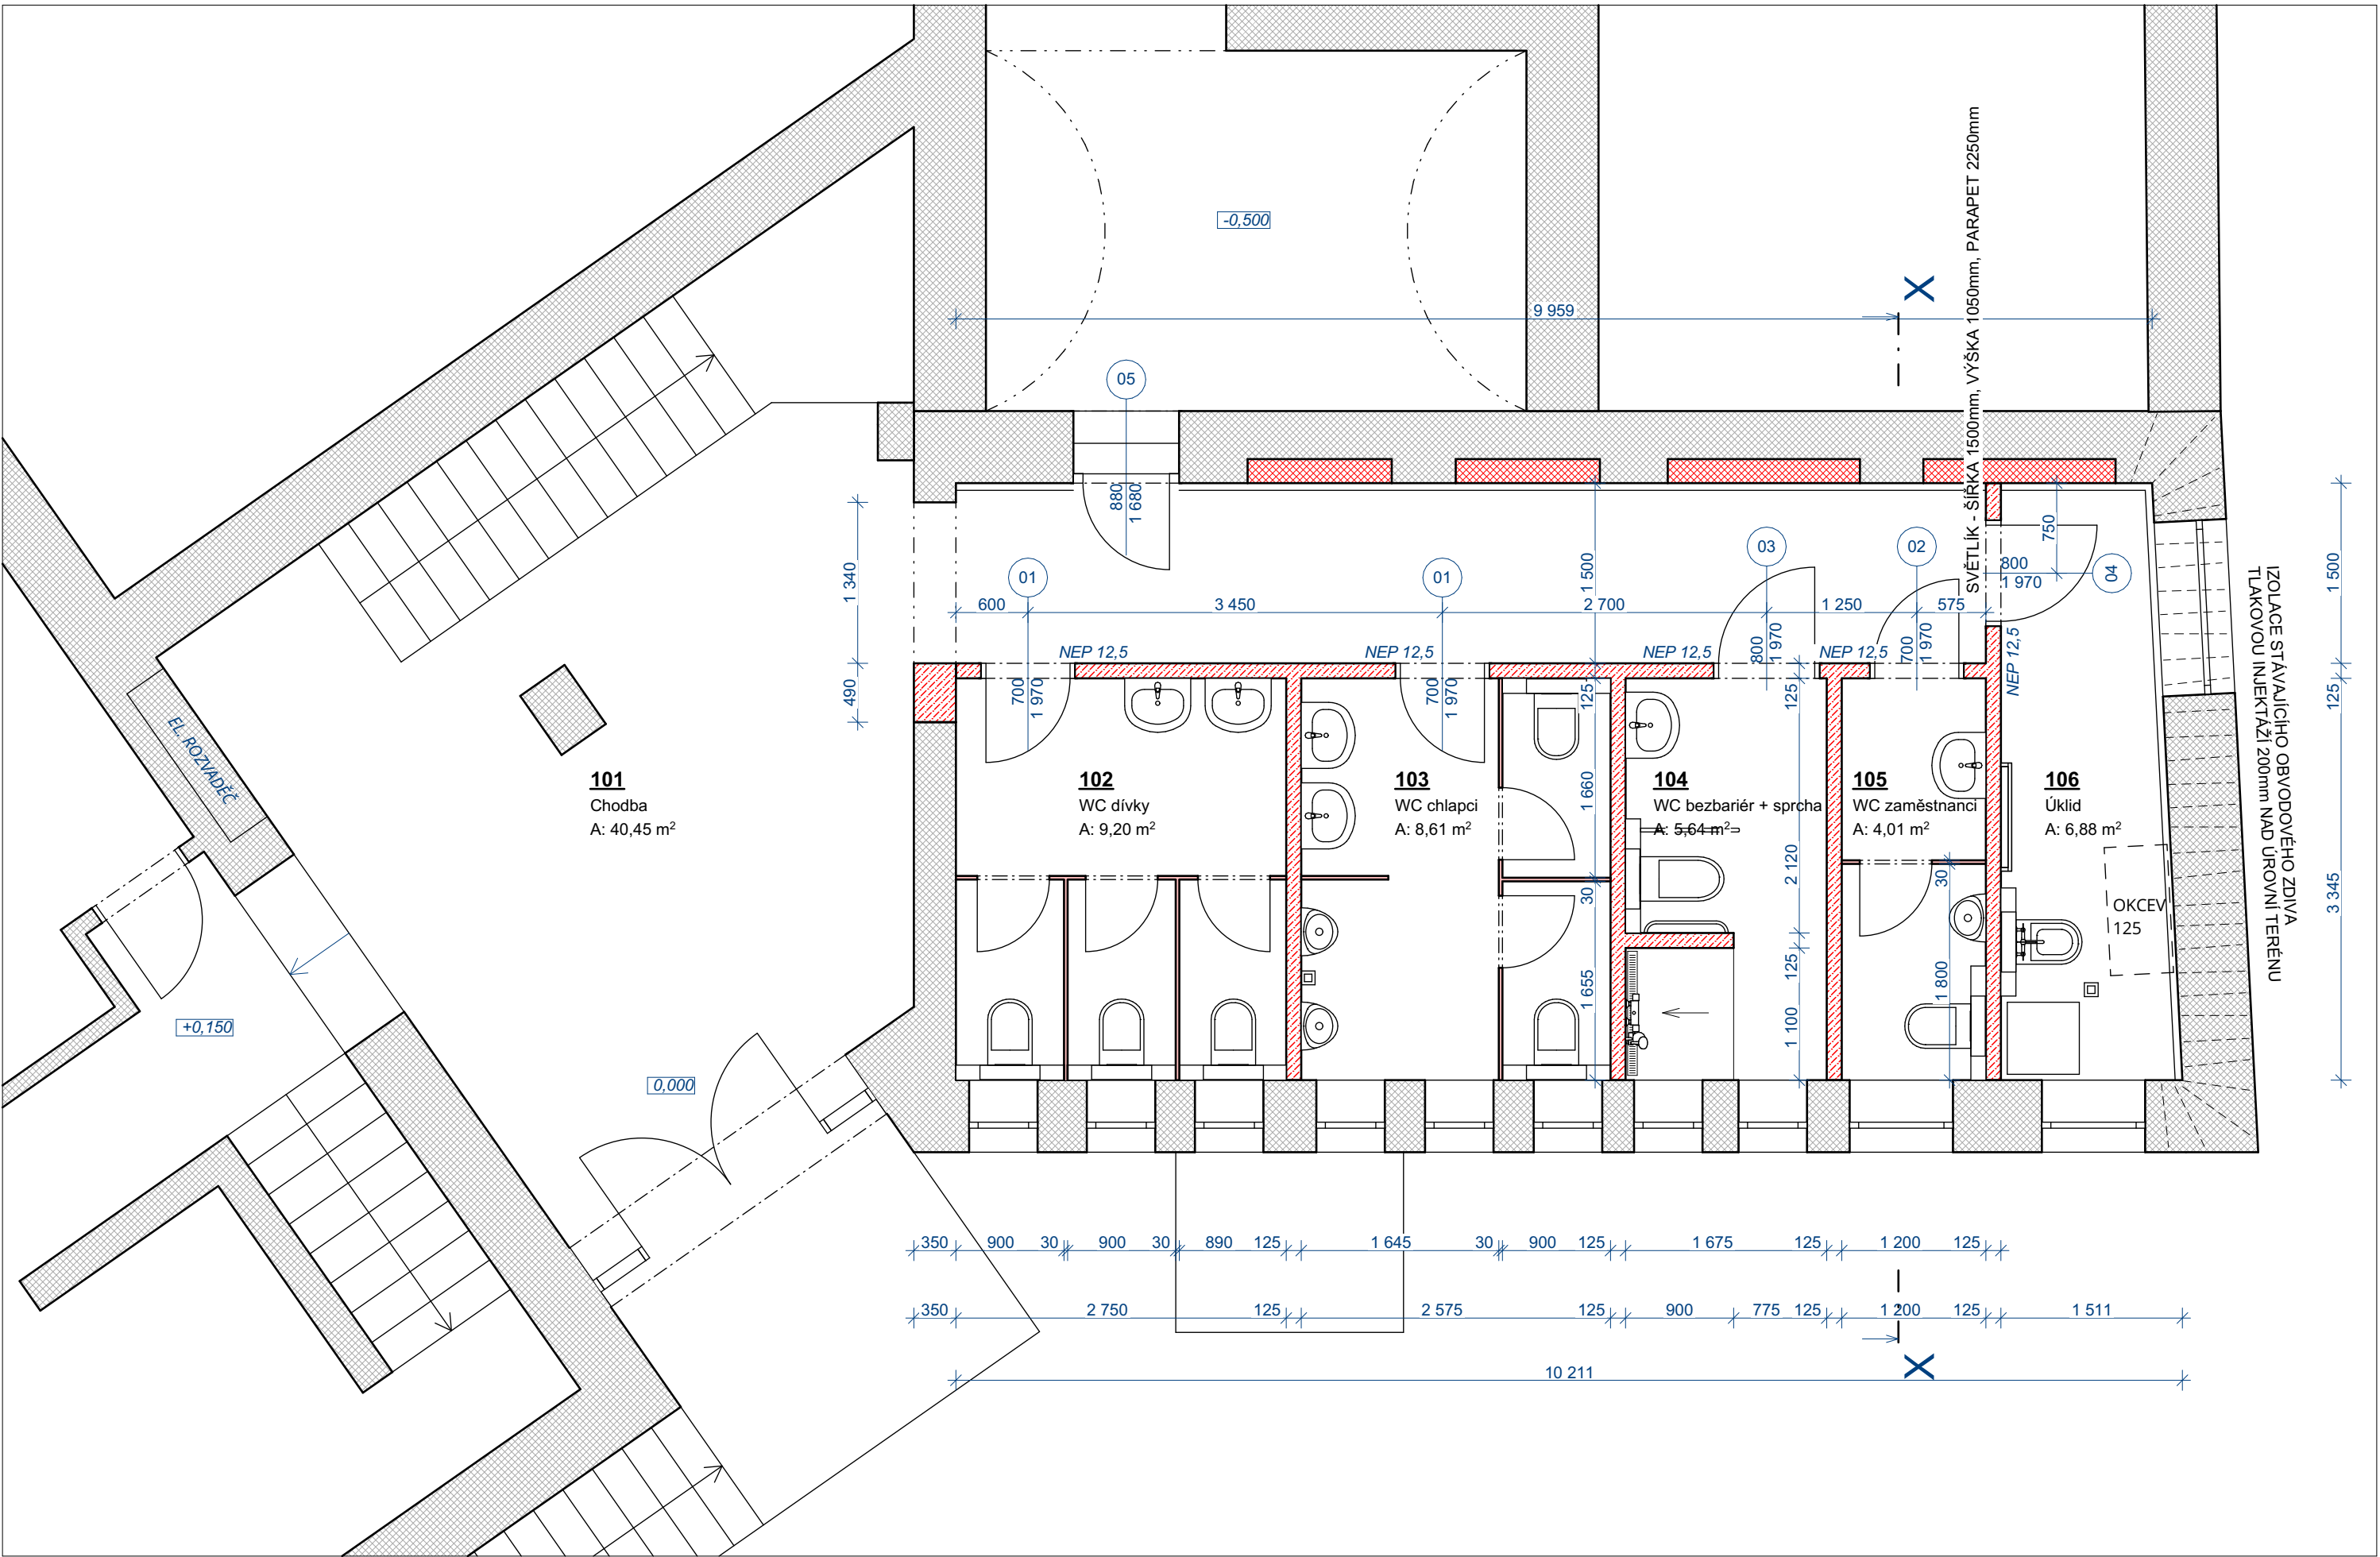 -0,500
X
9 959
SVĚTLÍK - ŠÍRKA 1500mm, VÝŠKA 1050mm, PARAPET 2250mm
05
880
1 680
1 340
490
01
01
03
02
04
750
800
1 970
1 500
600
3 450
2 700
1 250
575
1 500
125
3 345
NEP 12,5
NEP 12,5
NEP 12,5
NEP 12,5
NEP 12,5
800
1 970
700
1 970
700
1 970
700
1 970
125
125
IZOLACE STÁVAJÍCÍHO OBVODOVÉHO ZDIVA
TLAKOVOU INJEKTÁŽÍ 200mm NAD ÚROVNÍ TERÉNU
EL. ROZVADĚČ
101
Chodba
A: 40,45 m²
102
WC dívky
A: 9,20 m²
103
WC chlapci
A: 8,61 m²
104
WC bezbariér + sprcha
A: 5,64 m²
105
WC zaměstnanci
A: 4,01 m²
106
Úklid
A: 6,88 m²
1 660
30
1 655
2 120
125
1 100
30
1 800
OKCEV
125
+0,150
0,000
350 900 30 900 30 890 125 1 645 30 900 125 1 675 125 1 200 125
350 2 750 125 2 575 125 900 775 125 1 200 125 1 511
10 211
X